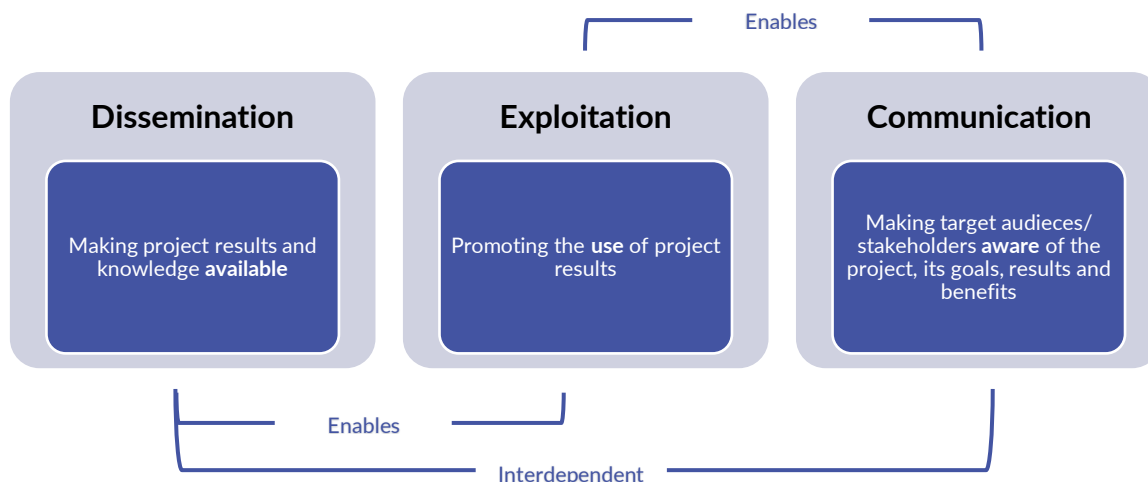 Enables
Dissemination
Exploitation
Communication
Making project results and
knowledge available
Promoting the use of project
results
Making target audieces/
stakeholders aware of the
project, its goals, results and
benefits
Enables
Interdependent